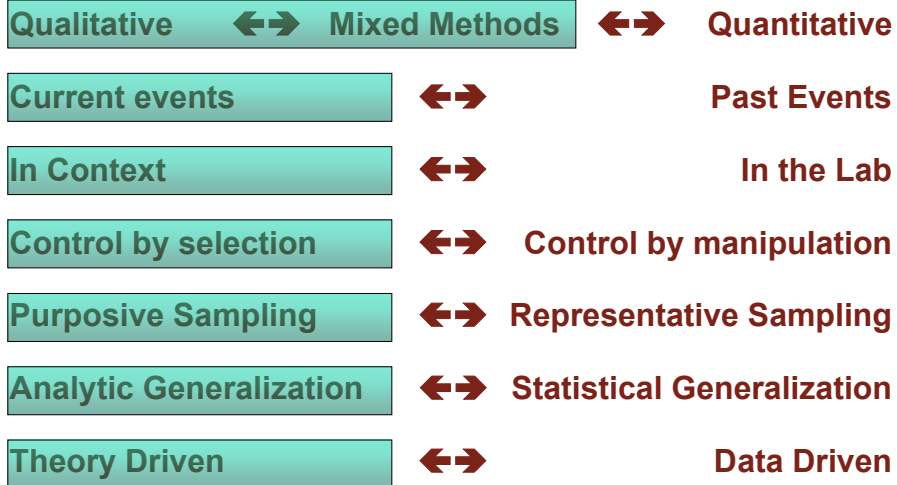 Qualitative ↔ Mixed Methods ↔ Quantitative
Current events ↔ Past Events
In Context ↔ In the Lab
Control by selection ↔ Control by manipulation
Purposive Sampling ↔ Representative Sampling
Analytic Generalization ↔ Statistical Generalization
Theory Driven ↔ Data Driven